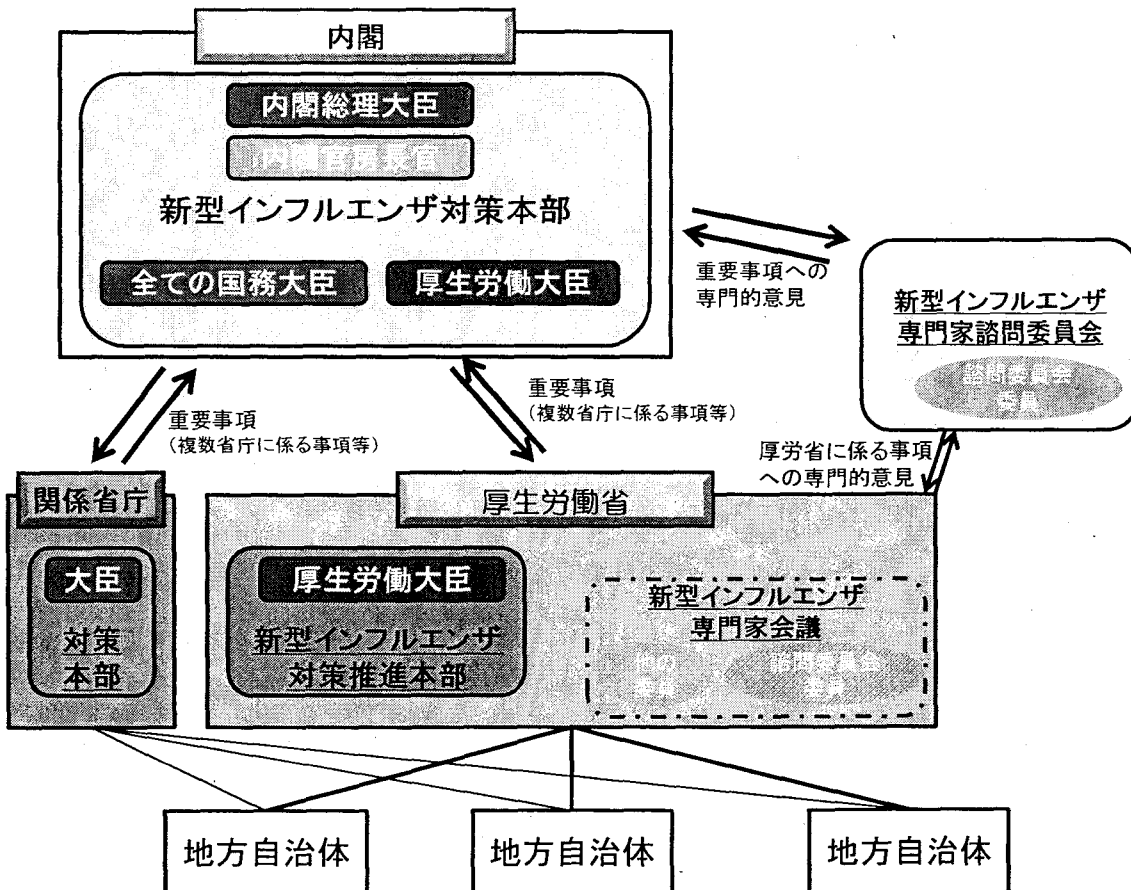 内閣
内閣総理大臣
内閣官房長官
新型インフルエンザ対策本部
全ての国務大臣
厚生労働大臣
重要事項への
専門的意見
新型インフルエンザ
専門家諮問委員会
諮問委員会
委員
重要事項
(複数省庁に係る事項等)
重要事項
(複数省庁に係る事項等)
厚労省に係る事項
への専門的意見
関係省庁
大臣
対策
本部
厚生労働省
厚生労働大臣
新型インフルエンザ
対策推進本部
新型インフルエンザ
専門家会議
他の
委員
諮問委員会
委員
地方自治体
地方自治体
地方自治体